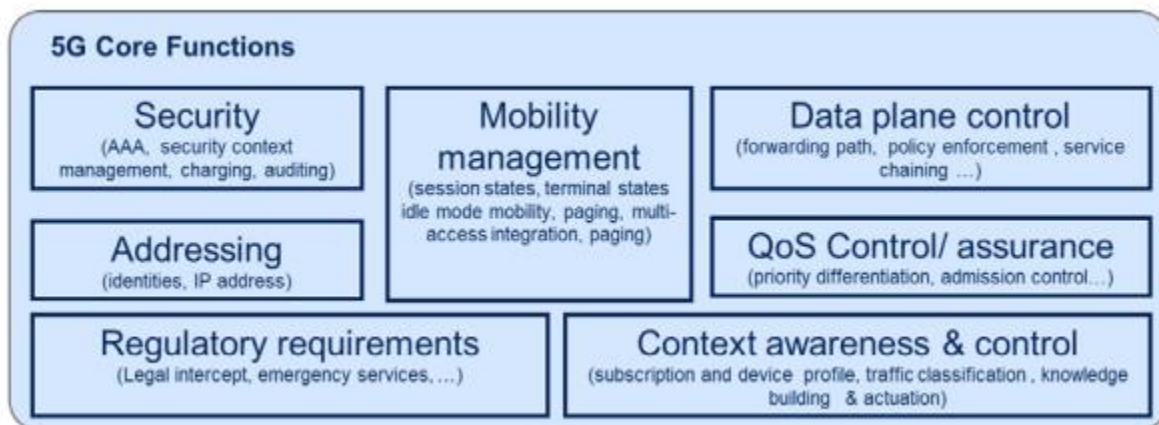 5G Core Functions
Security
(AAA, security context
management, charging, auditing)
Mobility
management
(session states, terminal states
idle mode mobility, paging, multi-
access integration, paging)
Data plane control
(forwarding path, policy enforcement , service
chaining ...)
Addressing
(identities, IP address)
QoS Control/ assurance
(priority differentiation, admission control...)
Regulatory requirements
(Legal intercept, emergency services, ...)
Context awareness & control
(subscription and device profile, traffic classification , knowledge
building & actuation)